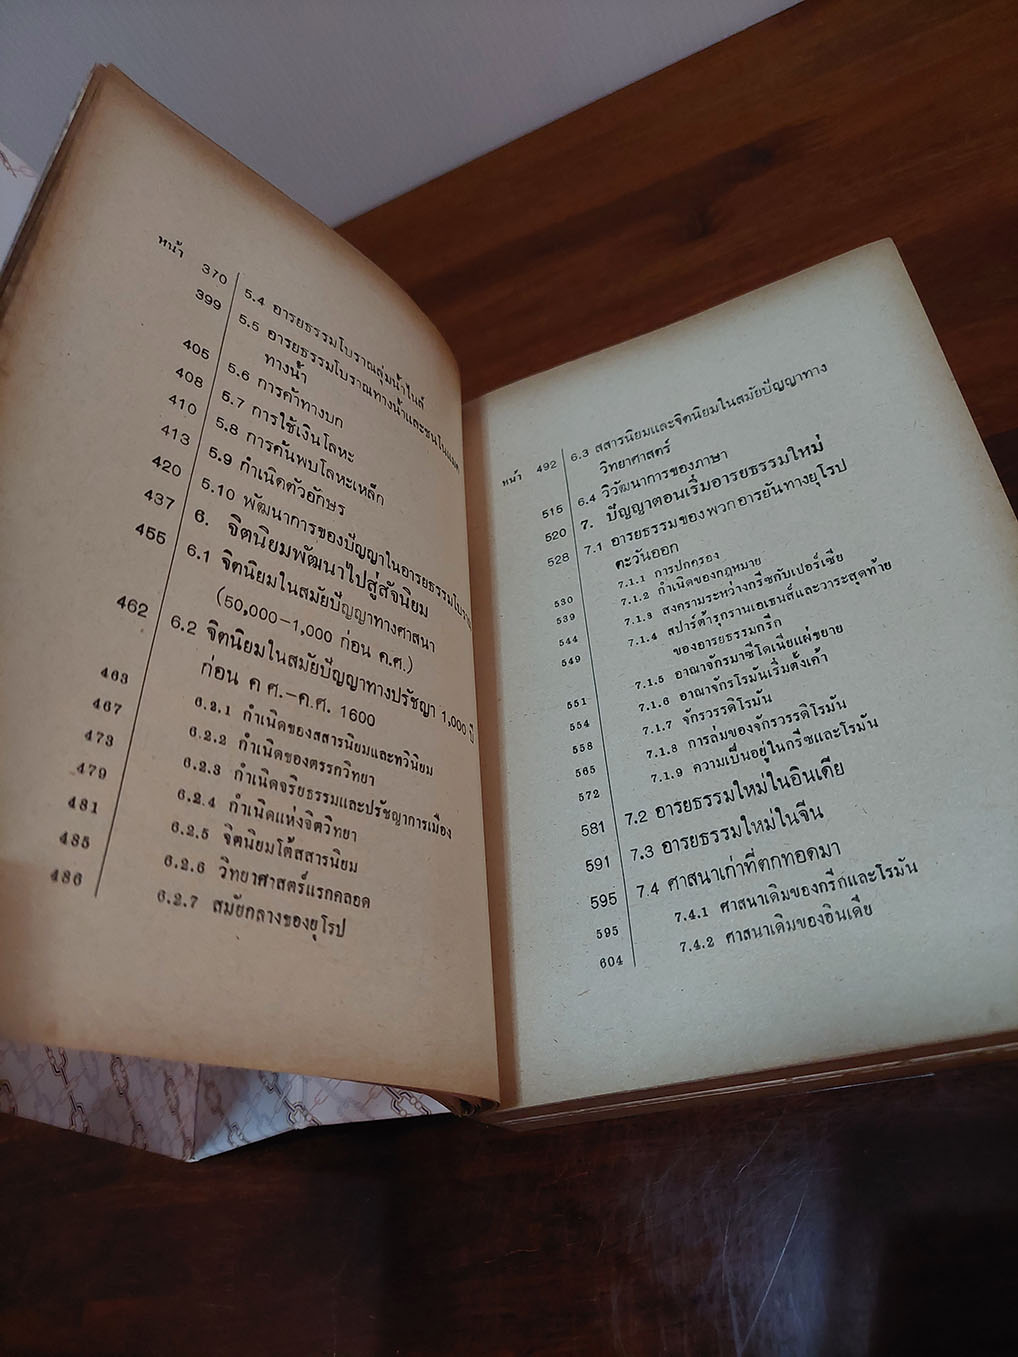 หน้า
370 5.4 อารยธรรมโบราณลุ่มน้ำไนล์
399 5.5 อารยธรรมโบราณทางน้ำและชนในแถบ
ทางน้ำ
405 5.6 การค้าทางบก
408 5.7 การใช้เงินโลหะ
410 5.8 การค้นพบโลหะเหล็ก
413 5.9 กำเนิดตัวอักษร
420 5.10 พัฒนาการของปัญญาในอารยธรรมโบราณ
437 6. จิตนิยมพัฒนาไปสู่สัจนิยม
455 6.1 จิตนิยมในสมัยปัญญาทางศาสนา
(50,000–1,000 ก่อน ค.ศ.)
462 6.2 จิตนิยมในสมัยปัญญาทางปรัชญา 1,000 ปี
ก่อน ค ศ.–ค.ศ. 1600
463 6.2.1 กำเนิดของสสารนิยมและทวินิยม
467 6.2.2 กำเนิดของตรรกวิทยา
473 6.2.3 กำเนิดจริยธรรมและปรัชญาการเมือง
479 6.2.4 กำเนิดแห่งจิตวิทยา
481 6.2.5 จิตนิยมโต้สสารนิยม
485 6.2.6 วิทยาศาสตร์แรกคลอด
486 6.2.7 สมัยกลางของยุโรป
หน้า 492 6.3 สสารนิยมและจิตนิยมในสมัยปัญญาทาง
วิทยาศาสตร์
515 6.4 วิวัฒนาการของภาษา
520 7. ปัญญาตอนเริ่มอารยธรรมใหม่
528 7.1 อารยธรรมของพวกอารยันทางยุโรป
ตะวันออก
530 7.1.1 การปกครอง
539 7.1.2 กำเนิดของกฎหมาย
544 7.1.3 สงครามระหว่างกรีซกับเปอร์เซีย
549 7.1.4 สปาร์ต้ารุกรานเอเธนส์และวาระสุดท้าย
ของอารยธรรมกรีก
551 7.1.5 อาณาจักรมาซีโดเนียแผ่ขยาย
554 7.1.6 อาณาจักรโรมันเริ่มตั้งเค้า
558 7.1.7 จักรวรรดิโรมัน
565 7.1.8 การล่มของจักรวรรดิโรมัน
572 7.1.9 ความเป็นอยู่ในกรีซและโรมัน
581 7.2 อารยธรรมใหม่ในอินเดีย
591 7.3 อารยธรรมใหม่ในจีน
595 7.4 ศาสนาเก่าที่ตกทอดมา
595 7.4.1 ศาสนาเดิมของกรีกและโรมัน
604 7.4.2 ศาสนาเดิมของอินเดีย